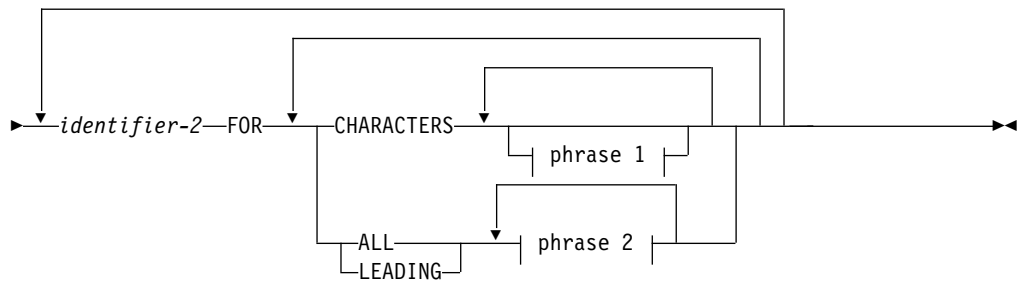 identifier-2 FOR CHARACTERS
phrase 1
ALL phrase 2
LEADING